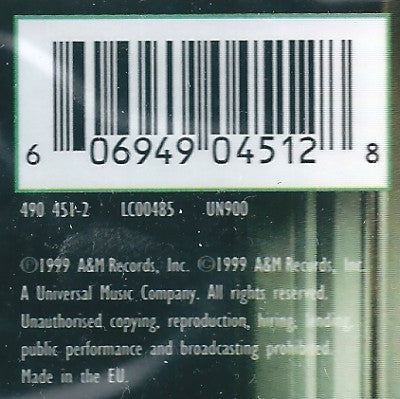 6 06949 04512 8
490 451-2 LC00485 UN900
©1999 A&M Records, Inc. ©1999 A&M Records, Inc.
A Universal Music Company. All rights reserved.
Unauthorised copying, reproduction, hiring, lending,
public performance and broadcasting prohibited.
Made in the EU.